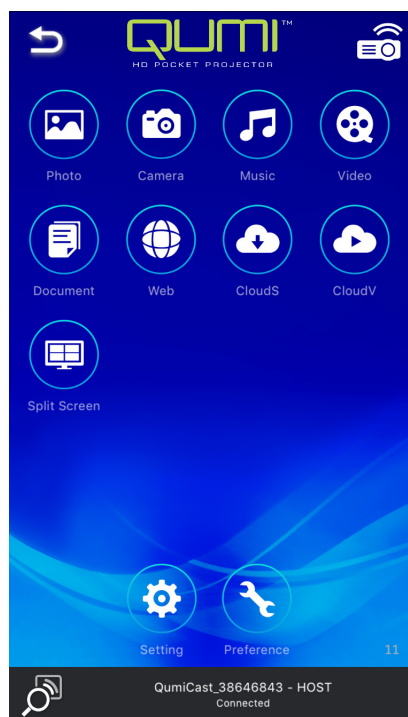 QUMI™
HD POCKET PROJECTOR
Photo Camera Music Video
Document Web CloudS CloudV
Split Screen
Setting Preference 11
QumiCast_38646843 - HOST
Connected